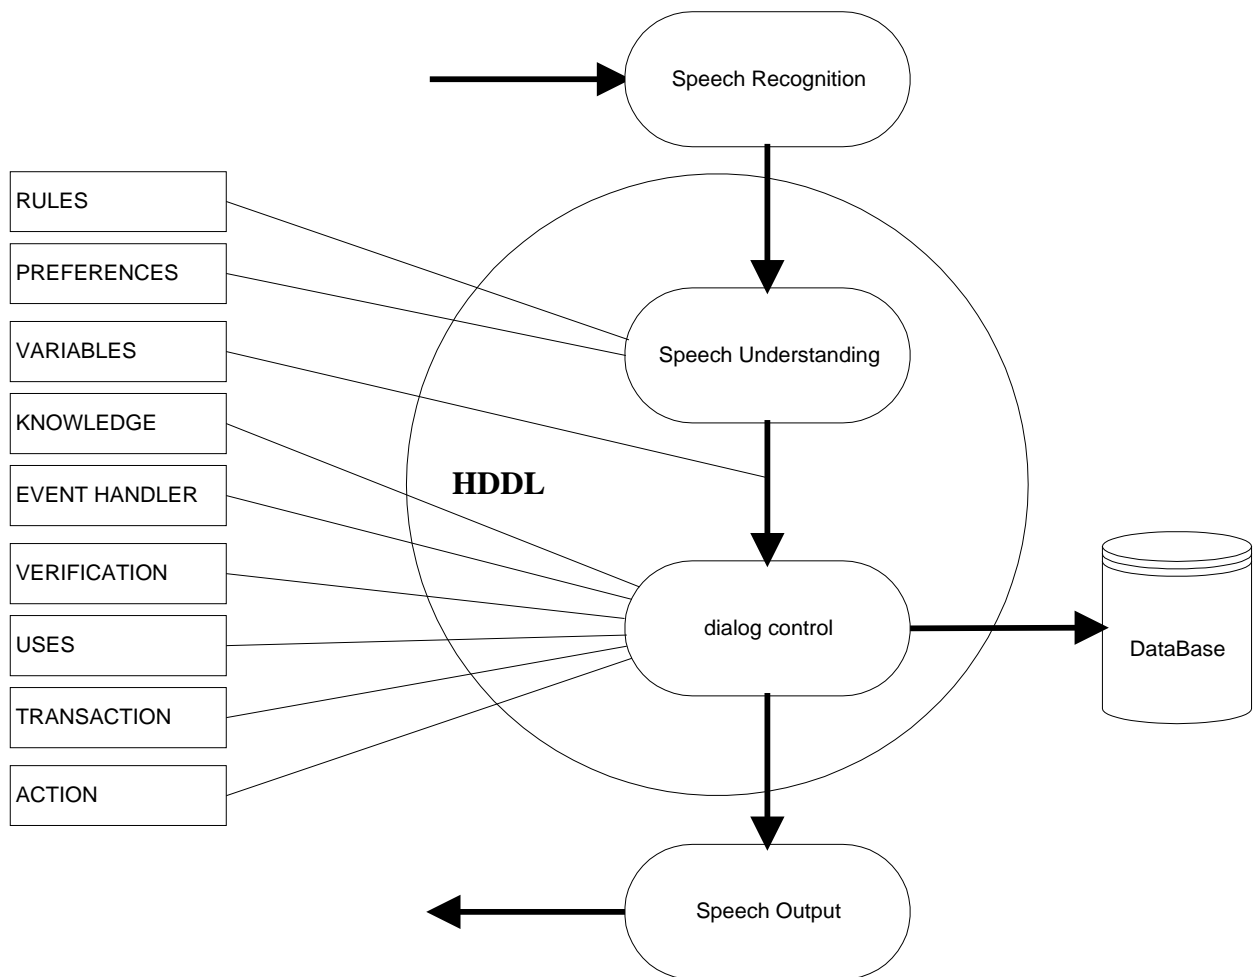 Speech Recognition
RULES
PREFERENCES
VARIABLES
KNOWLEDGE
EVENT HANDLER
VERIFICATION
USES
TRANSACTION
ACTION
Speech Understanding
HDDL
dialog control
DataBase
Speech Output